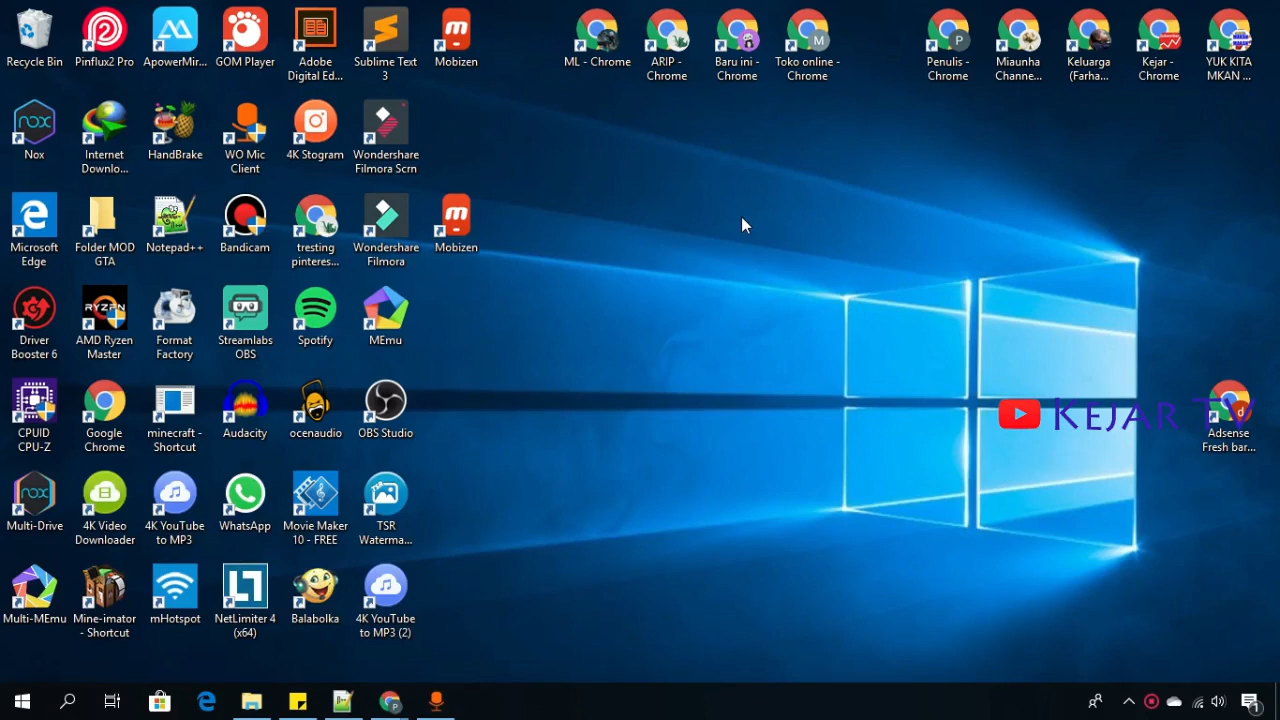 Recycle Bin
Pinflux2 Pro
ApowerMir...
GOM Player
Adobe
Digital Ed...
Sublime Text
3
Mobizen
ML - Chrome
ARIP -
Chrome
Baru ini -
Chrome
M
Toko online -
Chrome
P
Penulis -
Chrome
Miaunha
Channe...
Keluarga
(Farha...
Kejar -
Chrome
YUK KITA
MKAN ...
nox
Nox
Internet
Downlo...
HandBrake
WO Mic
Client
4K Stogram
Wondershare
Filmora Scrn
Microsoft
Edge
Folder MOD
GTA
Notepad++
Bandicam
tresting
pinteres...
Wondershare
Filmora
Mobizen
Driver
Booster 6
RYZEN
AMD Ryzen
Master
Format
Factory
Streamlabs
OBS
Spotify
MEmu
CPUID
CPU-Z
Google
Chrome
minecraft -
Shortcut
Audacity
ocenaudio
OBS Studio
Kejar TV
d
Adsense
Fresh bar...
nox
Multi-Drive
4K Video
Downloader
4K YouTube
to MP3
WhatsApp
Movie Maker
10 - FREE
TSR
Waterma...
Multi-MEmu
Mine-imator
- Shortcut
mHotspot
NetLimiter 4
(x64)
Balabolka
4K YouTube
to MP3 (2)
P
1